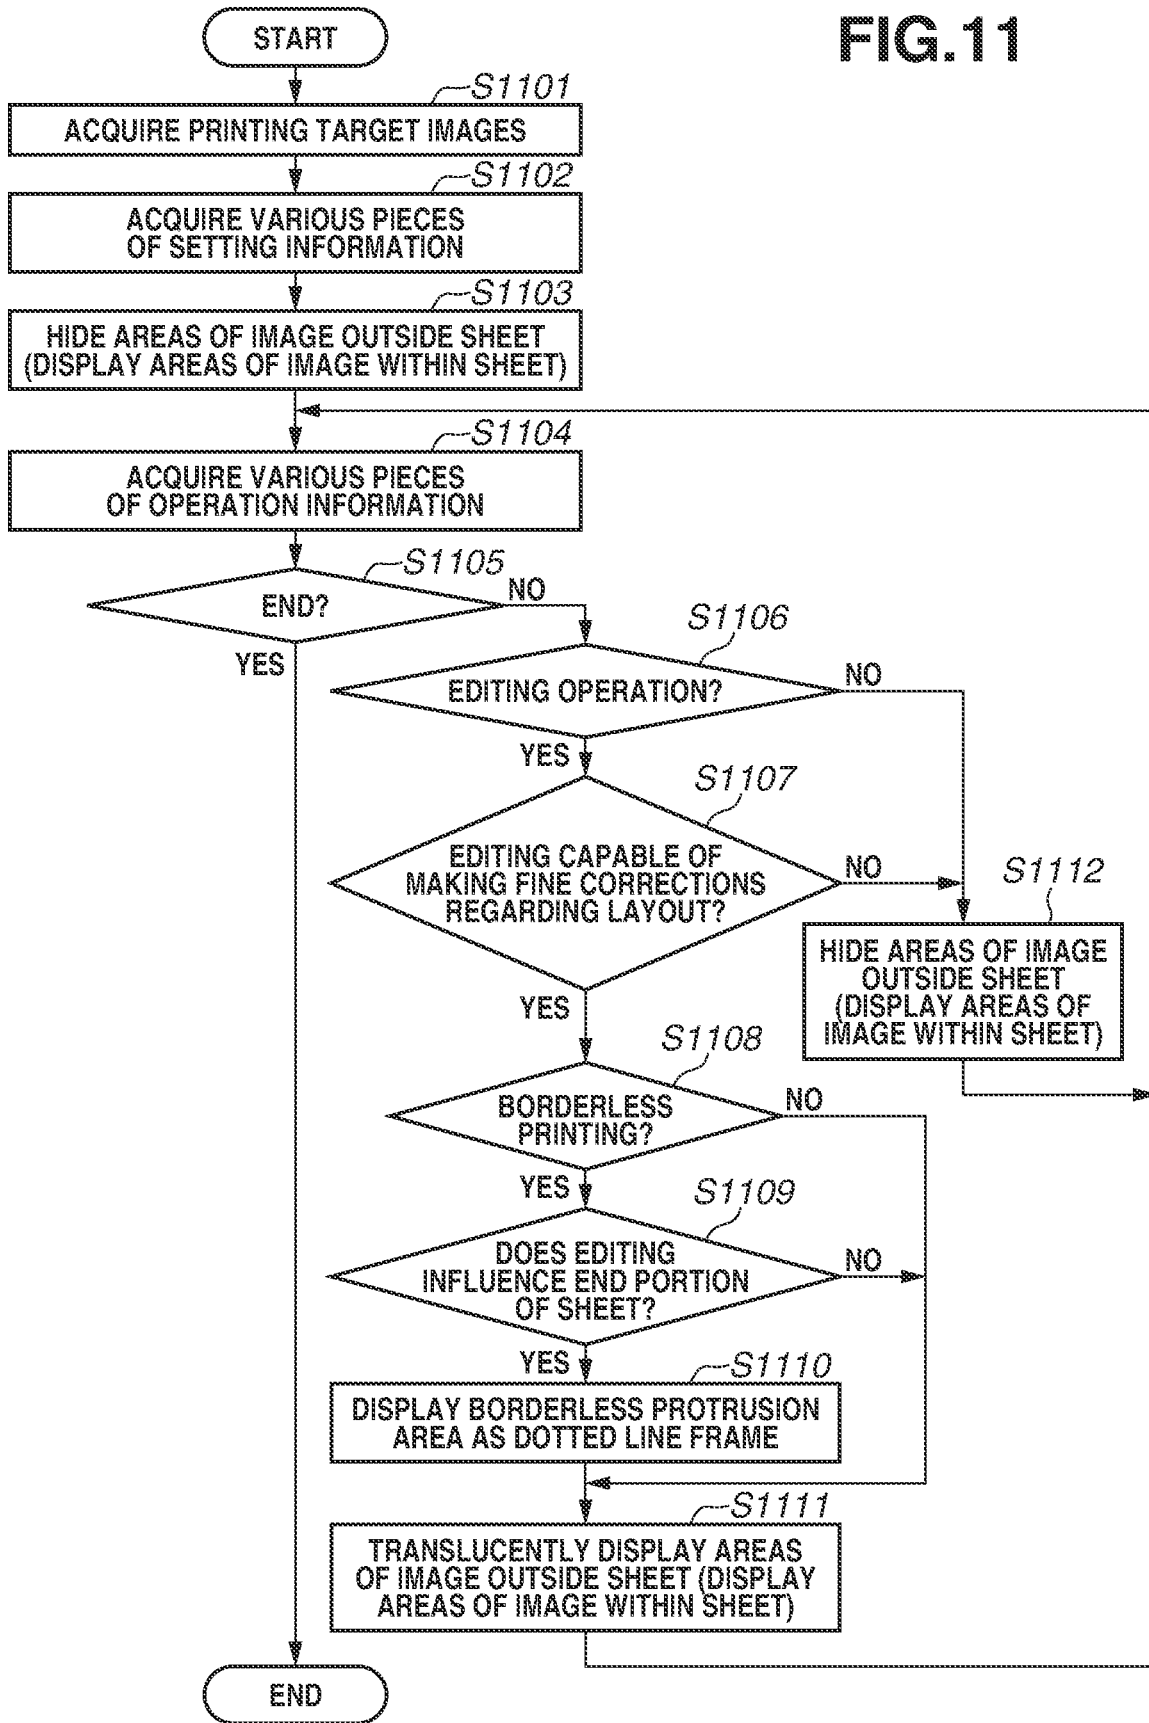 FIG.11
START
S1101
ACQUIRE PRINTING TARGET IMAGES
S1102
ACQUIRE VARIOUS PIECES
OF SETTING INFORMATION
S1103
HIDE AREAS OF IMAGE OUTSIDE SHEET
(DISPLAY AREAS OF IMAGE WITHIN SHEET)
S1104
ACQUIRE VARIOUS PIECES
OF OPERATION INFORMATION
S1105
END?
NO
YES
S1106
EDITING OPERATION?
NO
YES
S1107
EDITING CAPABLE OF
MAKING FINE CORRECTIONS
REGARDING LAYOUT?
NO
YES
S1112
HIDE AREAS OF IMAGE
OUTSIDE SHEET
(DISPLAY AREAS OF
IMAGE WITHIN SHEET)
S1108
BORDERLESS
PRINTING?
NO
YES
S1109
DOES EDITING
INFLUENCE END PORTION
OF SHEET?
NO
YES
S1110
DISPLAY BORDERLESS PROTRUSION
AREA AS DOTTED LINE FRAME
S1111
TRANSLUCENTLY DISPLAY AREAS
OF IMAGE OUTSIDE SHEET (DISPLAY
AREAS OF IMAGE WITHIN SHEET)
END